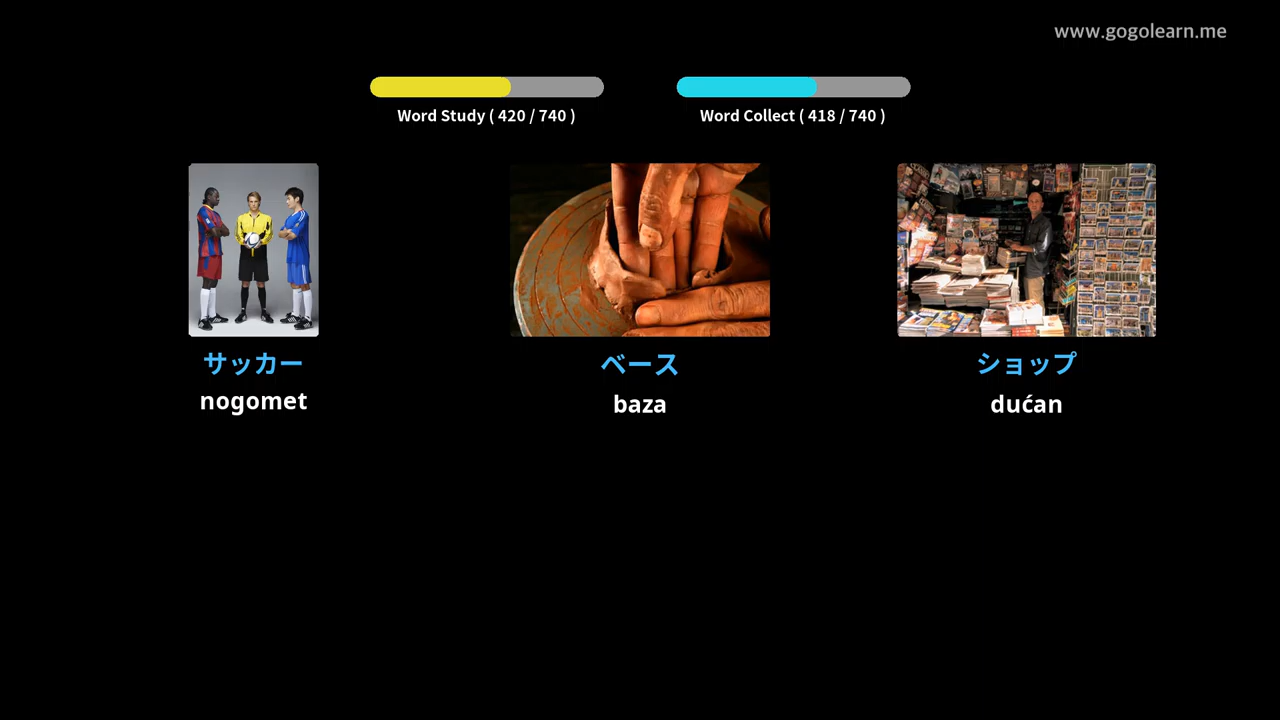 www.gogolearn.me
Word Study ( 420 / 740 )
Word Collect ( 418 / 740 )
サッカー
ベース
ショップ
nogomet
baza
dućan